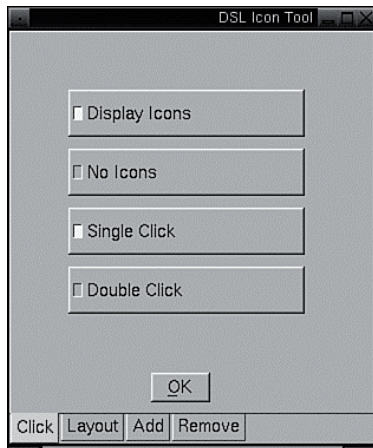 DSL Icon Tool
Display Icons
No Icons
Single Click
Double Click
OK
Click Layout Add Remove